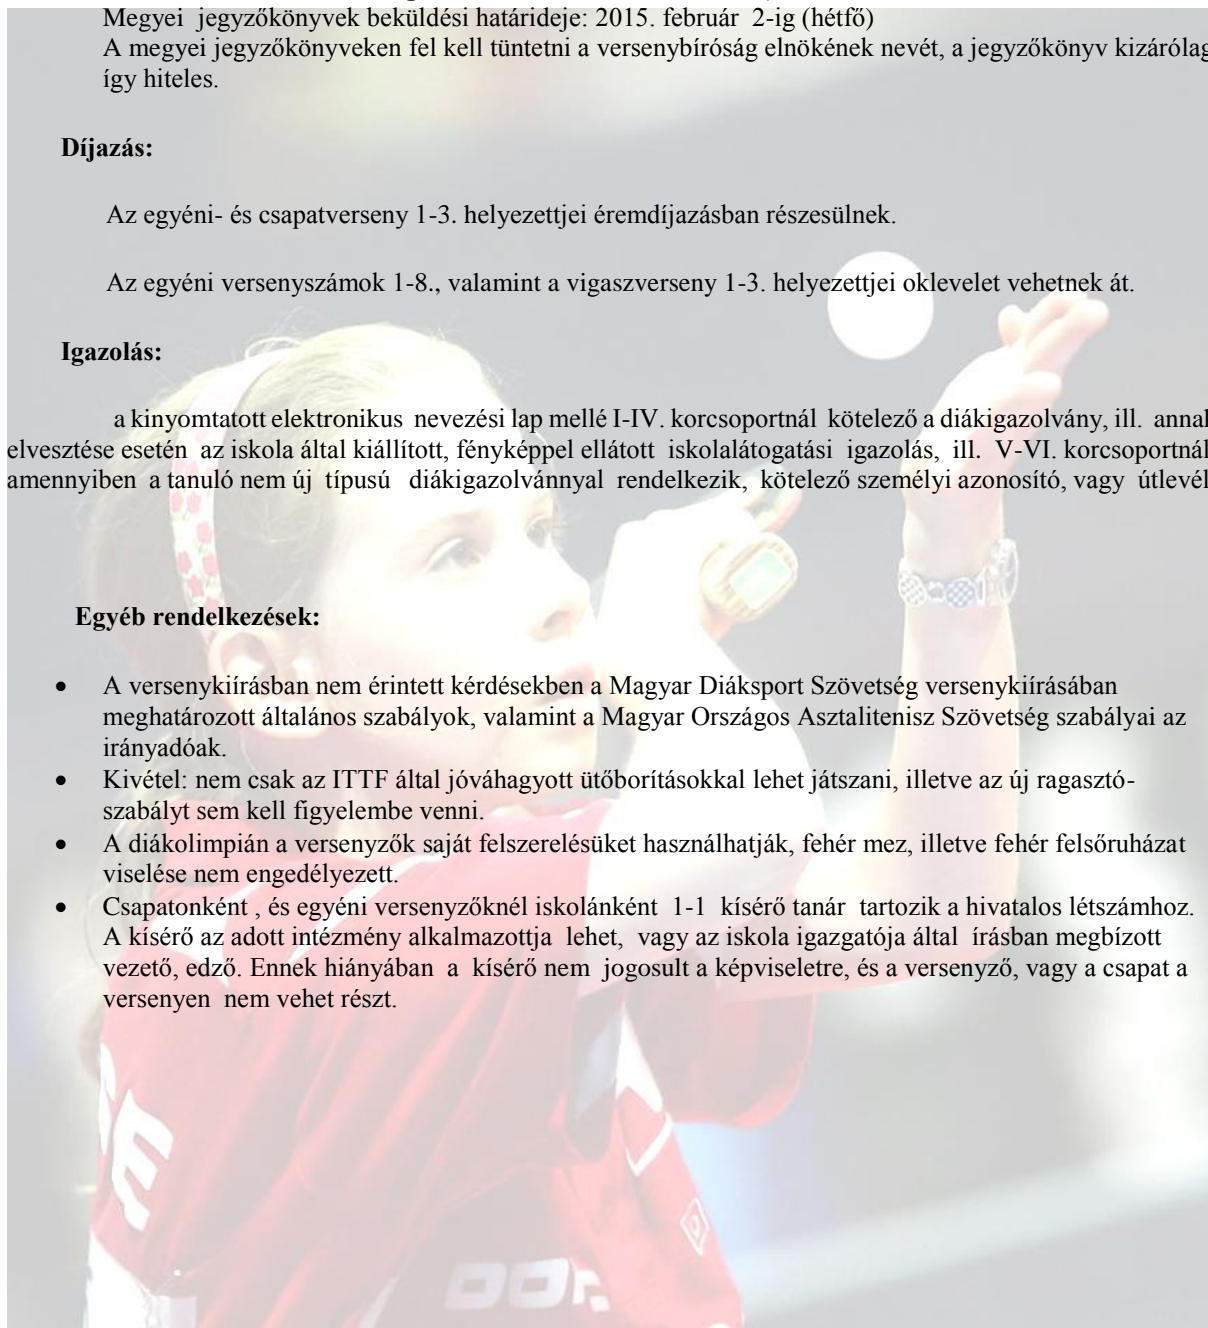 Megyei jegyzőkönyvek beküldési határideje: 2015. február 2-ig (hétfő)
A megyei jegyzőkönyveken fel kell tüntetni a versenybíróság elnökének nevét, a jegyzőkönyv kizárólag
így hiteles.
Díjazás:
Az egyéni- és csapatverseny 1-3. helyezettjei éremdíjazásban részesülnek.
Az egyéni versenyszámok 1-8., valamint a vigaszverseny 1-3. helyezettjei oklevelet vehetnek át.
Igazolás:
a kinyomtatott elektronikus nevezési lap mellé I-IV. korcsoportnál kötelező a diákigazolvány, ill. annak
elvesztése esetén az iskola által kiállított, fényképpel ellátott iskolalátogatási igazolás, ill. V-VI. korcsoportnál
amennyiben a tanuló nem új típusú diákigazolvánnyal rendelkezik, kötelező személyi azonosító, vagy útlevél
Egyéb rendelkezések:
• A versenykiírásban nem érintett kérdésekben a Magyar Diáksport Szövetség versenykiírásában
meghatározott általános szabályok, valamint a Magyar Országos Asztalitenisz Szövetség szabályai az
irányadóak.
• Kivétel: nem csak az ITTF által jóváhagyott ütőborításokkal lehet játszani, illetve az új ragasztó-
szabályt sem kell figyelembe venni.
• A diákolimpián a versenyzők saját felszerelésüket használhatják, fehér mez, illetve fehér felsőruházat
viselése nem engedélyezett.
• Csapatonként , és egyéni versenyzőknél iskolánként 1-1 kísérő tanár tartozik a hivatalos létszámhoz.
A kísérő az adott intézmény alkalmazottja lehet, vagy az iskola igazgatója által írásban megbízott
vezető, edző. Ennek hiányában a kísérő nem jogosult a képviseletre, és a versenyző, vagy a csapat a
versenyen nem vehet részt.